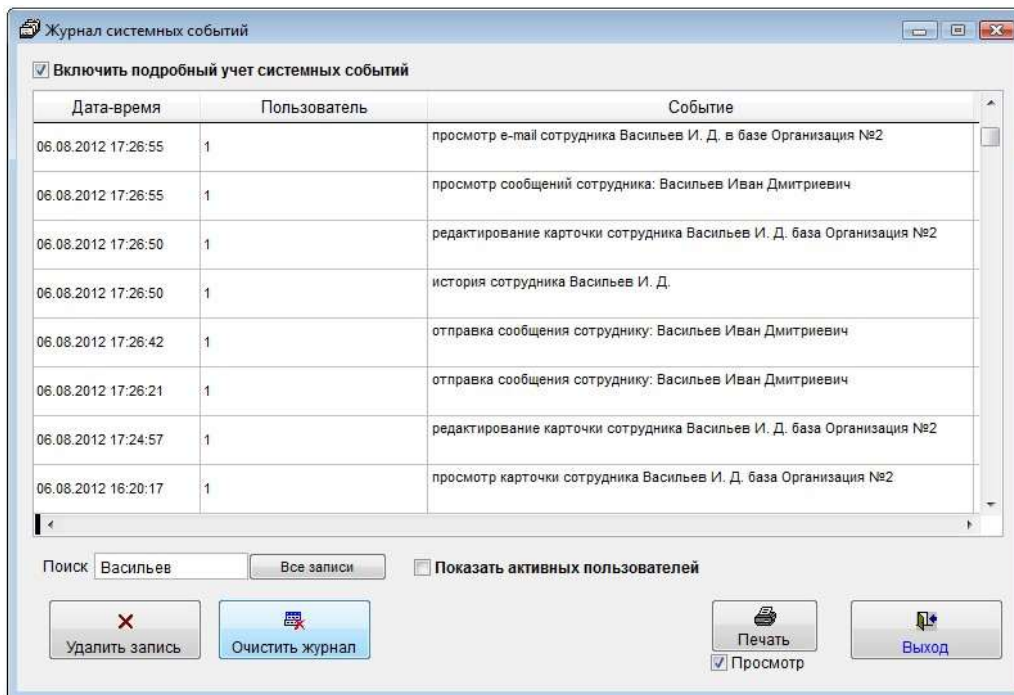 Журнал системных событий
Включить подробный учет системных событий
Дата-время Пользователь Событие
06.08.2012 17:26:55 1 просмотр e-mail сотрудника Васильев И. Д. в базе Организация №2
06.08.2012 17:26:55 1 просмотр сообщений сотрудника: Васильев Иван Дмитриевич
06.08.2012 17:26:50 1 редактирование карточки сотрудника Васильев И. Д. база Организация №2
06.08.2012 17:26:50 1 история сотрудника Васильев И. Д.
06.08.2012 17:26:42 1 отправка сообщения сотруднику: Васильев Иван Дмитриевич
06.08.2012 17:26:21 1 отправка сообщения сотруднику: Васильев Иван Дмитриевич
06.08.2012 17:24:57 1 редактирование карточки сотрудника Васильев И. Д. база Организация №2
06.08.2012 16:20:17 1 просмотр карточки сотрудника Васильев И. Д. база Организация №2
Поиск Васильев Все записи Показать активных пользователей
Удалить запись Очистить журнал Печать Выход
Просмотр